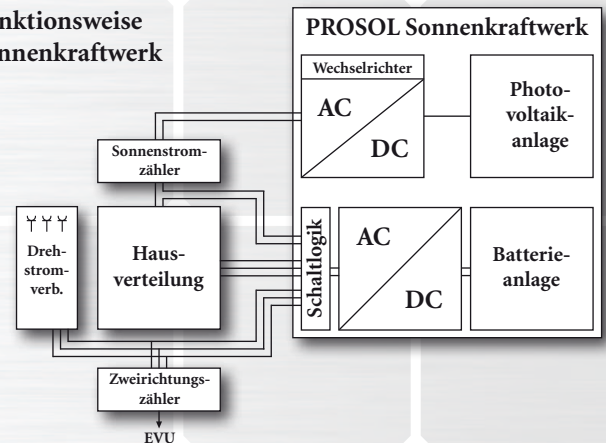 nktionsweise
nnenkraftwerk
PROSOL Sonnenkraftwerk
Wechselrichter
AC
DC
Photo-
voltaik-
anlage
Sonnenstrom-
zähler
Dreh-
strom-
verb.
Haus-
verteilung
Schaltlogik
AC
DC
Batterie-
anlage
Zweirichtungs-
zähler
EVU